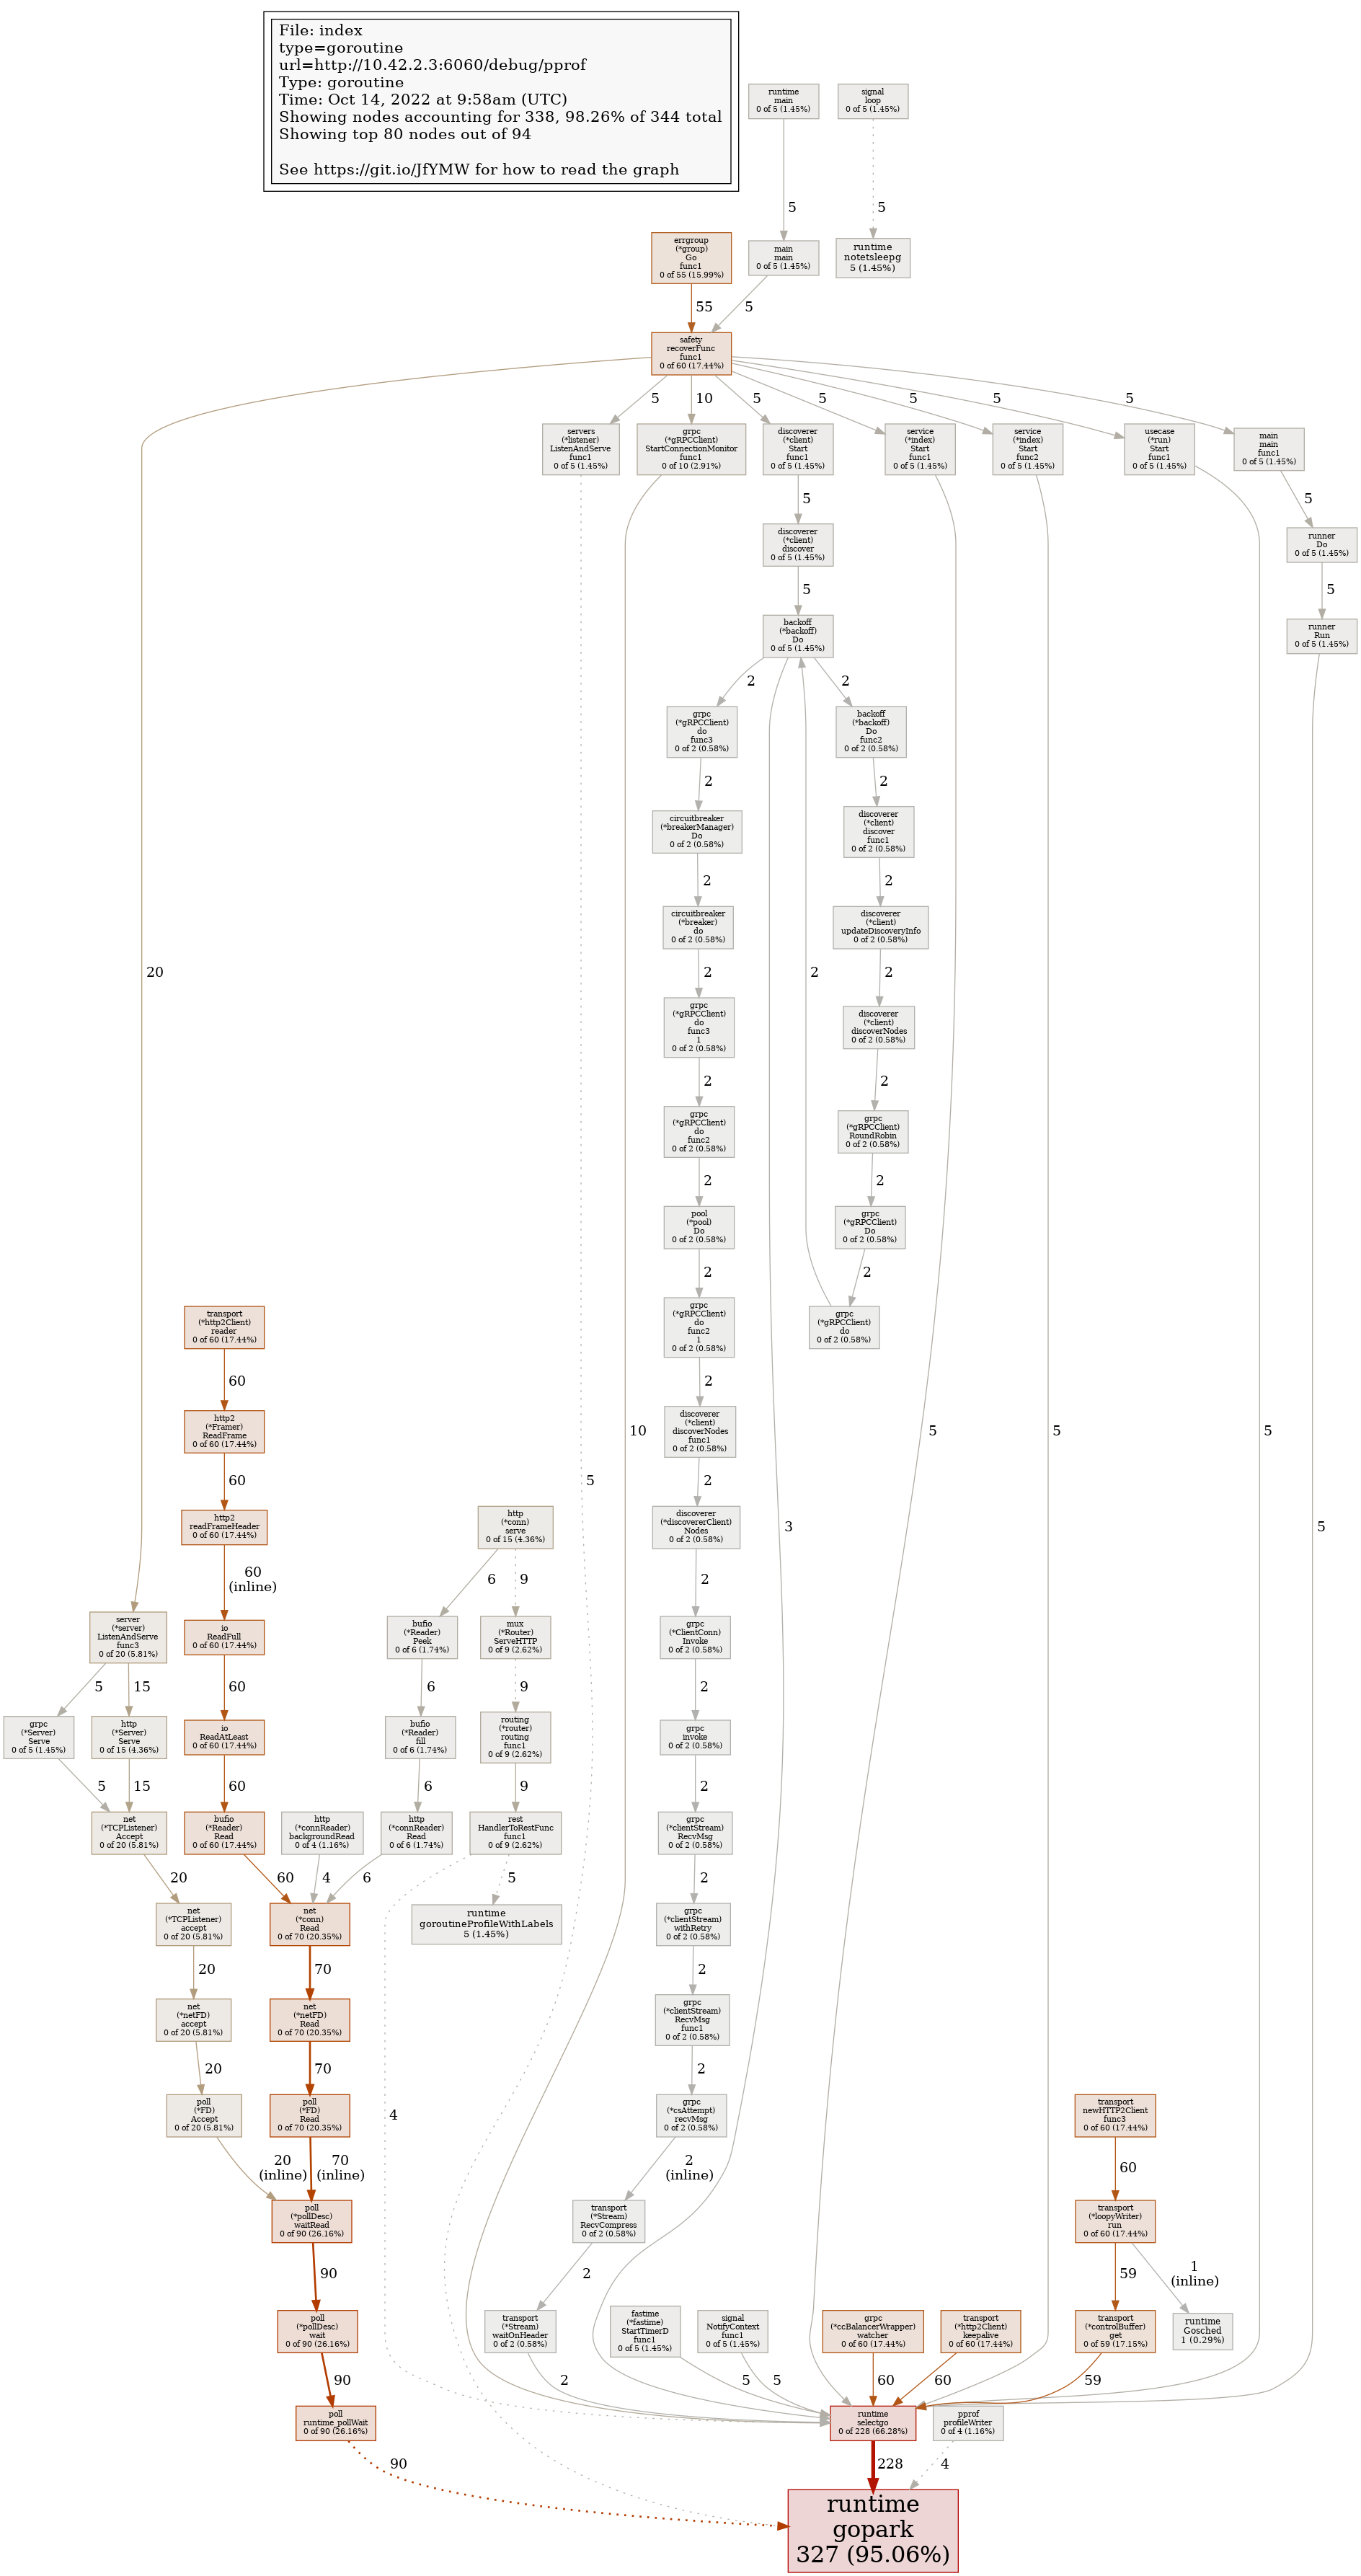 File: index
type=goroutine
url=http://10.42.2.3:6060/debug/pprof
Type: goroutine
Time: Oct 14, 2022 at 9:58am (UTC)
Showing nodes accounting for 338, 98.26% of 344 total
Showing top 80 nodes out of 94
See https://git.io/JfYMW for how to read the graph
runtime
main
0 of 5 (1.45%)
signal
loop
0 of 5 (1.45%)
5
5
errgroup
(*group)
Go
func1
0 of 55 (15.99%)
main
main
0 of 5 (1.45%)
runtime
notetsleepg
5 (1.45%)
55
5
safety
recoverFunc
func1
0 of 60 (17.44%)
5
10
5
5
5
5
5
servers
(*listener)
ListenAndServe
func1
0 of 5 (1.45%)
grpc
(*gRPCClient)
StartConnectionMonitor
func1
0 of 10 (2.91%)
discoverer
(*client)
Start
func1
0 of 5 (1.45%)
service
(*index)
Start
func1
0 of 5 (1.45%)
service
(*index)
Start
func2
0 of 5 (1.45%)
usecase
(*run)
Start
func1
0 of 5 (1.45%)
main
main
func1
0 of 5 (1.45%)
5
5
discoverer
(*client)
discover
0 of 5 (1.45%)
runner
Do
0 of 5 (1.45%)
5
5
backoff
(*backoff)
Do
0 of 5 (1.45%)
runner
Run
0 of 5 (1.45%)
2
2
grpc
(*gRPCClient)
do
func3
0 of 2 (0.58%)
backoff
(*backoff)
Do
func2
0 of 2 (0.58%)
2
2
circuitbreaker
(*breakerManager)
Do
0 of 2 (0.58%)
discoverer
(*client)
discover
func1
0 of 2 (0.58%)
2
2
circuitbreaker
(*breaker)
do
0 of 2 (0.58%)
discoverer
(*client)
updateDiscoveryInfo
0 of 2 (0.58%)
20
2
2
2
grpc
(*gRPCClient)
do
func3
1
0 of 2 (0.58%)
discoverer
(*client)
discoverNodes
0 of 2 (0.58%)
2
2
grpc
(*gRPCClient)
do
func2
0 of 2 (0.58%)
grpc
(*gRPCClient)
RoundRobin
0 of 2 (0.58%)
2
2
pool
(*pool)
Do
0 of 2 (0.58%)
grpc
(*gRPCClient)
Do
0 of 2 (0.58%)
2
2
transport
(*http2Client)
reader
0 of 60 (17.44%)
grpc
(*gRPCClient)
do
func2
1
0 of 2 (0.58%)
grpc
(*gRPCClient)
do
0 of 2 (0.58%)
60
2
http2
(*Framer)
ReadFrame
0 of 60 (17.44%)
discoverer
(*client)
discoverNodes
func1
0 of 2 (0.58%)
10
5
5
5
5
60
5
2
http2
readFrameHeader
0 of 60 (17.44%)
http
(*conn)
serve
0 of 15 (4.36%)
discoverer
(*discovererClient)
Nodes
0 of 2 (0.58%)
3
60
(inline)
6
9
2
server
(*server)
ListenAndServe
func3
0 of 20 (5.81%)
io
ReadFull
0 of 60 (17.44%)
bufio
(*Reader)
Peek
0 of 6 (1.74%)
mux
(*Router)
ServeHTTP
0 of 9 (2.62%)
grpc
(*ClientConn)
Invoke
0 of 2 (0.58%)
5
15
60
6
9
2
grpc
(*Server)
Serve
0 of 5 (1.45%)
http
(*Server)
Serve
0 of 15 (4.36%)
io
ReadAtLeast
0 of 60 (17.44%)
bufio
(*Reader)
fill
0 of 6 (1.74%)
routing
(*router)
routing
func1
0 of 9 (2.62%)
grpc
invoke
0 of 2 (0.58%)
5
15
60
6
9
2
net
(*TCPListener)
Accept
0 of 20 (5.81%)
bufio
(*Reader)
Read
0 of 60 (17.44%)
http
(*connReader)
backgroundRead
0 of 4 (1.16%)
http
(*connReader)
Read
0 of 6 (1.74%)
rest
HandlerToRestFunc
func1
0 of 9 (2.62%)
grpc
(*clientStream)
RecvMsg
0 of 2 (0.58%)
20
60
4
6
5
2
net
(*TCPListener)
accept
0 of 20 (5.81%)
net
(*conn)
Read
0 of 70 (20.35%)
runtime
goroutineProfileWithLabels
5 (1.45%)
grpc
(*clientStream)
withRetry
0 of 2 (0.58%)
20
70
2
net
(*netFD)
accept
0 of 20 (5.81%)
net
(*netFD)
Read
0 of 70 (20.35%)
grpc
(*clientStream)
RecvMsg
func1
0 of 2 (0.58%)
20
70
2
poll
(*FD)
Accept
0 of 20 (5.81%)
poll
(*FD)
Read
0 of 70 (20.35%)
4
grpc
(*csAttempt)
recvMsg
0 of 2 (0.58%)
transport
newHTTP2Client
func3
0 of 60 (17.44%)
20
(inline)
70
(inline)
2
(inline)
60
poll
(*pollDesc)
waitRead
0 of 90 (26.16%)
transport
(*Stream)
RecvCompress
0 of 2 (0.58%)
transport
(*loopyWriter)
run
0 of 60 (17.44%)
90
2
59
1
(inline)
poll
(*pollDesc)
wait
0 of 90 (26.16%)
transport
(*Stream)
waitOnHeader
0 of 2 (0.58%)
fastime
(*fastime)
StartTimerD
func1
0 of 5 (1.45%)
signal
NotifyContext
func1
0 of 5 (1.45%)
grpc
(*ccBalancerWrapper)
watcher
0 of 60 (17.44%)
transport
(*http2Client)
keepalive
0 of 60 (17.44%)
transport
(*controlBuffer)
get
0 of 59 (17.15%)
runtime
Gosched
1 (0.29%)
90
2
5
5
60
60
59
poll
runtime_pollWait
0 of 90 (26.16%)
runtime
selectgo
0 of 228 (66.28%)
pprof
profileWriter
0 of 4 (1.16%)
90
228
4
runtime
gopark
327 (95.06%)